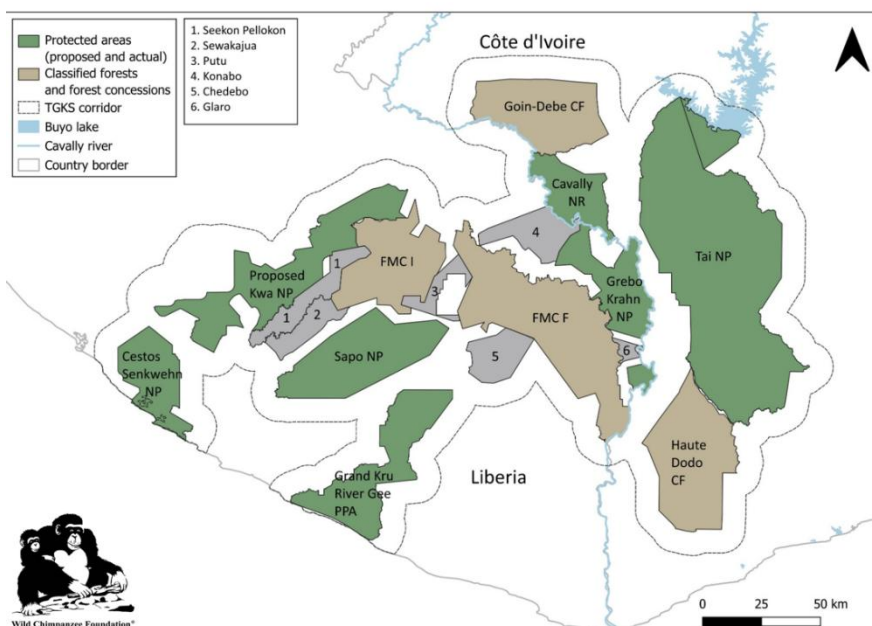 Protected areas
(proposed and actual)
Classified forests
and forest concessions
TGKS corridor
Buyo lake
Cavally river
Country border
1. Seekon Pellokon
2. Sewakajua
3. Putu
4. Konabo
5. Chedebo
6. Glaro
Côte d'Ivoire
Goin-Debe CF
Cavally
NR
4
Tai NP
Proposed
Kwa NP
1
FMC I
3
Grebo
Krahn
NP
1
2
FMC F
Sapo NP
5
6
Cestos
Senkwehn
NP
Haute
Dodo
CF
Grand Kru
River Gee
PPA
Liberia
Wild Chimpanzee Foundation®
0 25 50 km